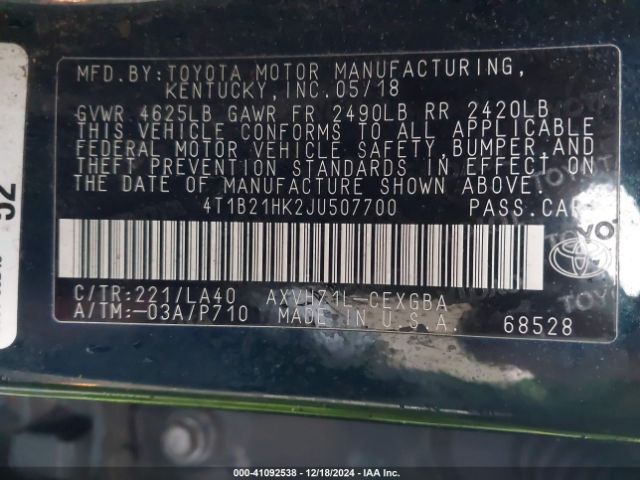 MFD.BY:TOYOTA MOTOR MANUFACTURING,
KENTUCKY,INC.05/18
GVWR 4625LB GAWR FR 2490LB RR 2420LB
THIS VEHICLE CONFORMS TO ALL APPLICABLE
FEDERAL MOTOR VEHICLE SAFETY,BUMPER,AND
THEFT PREVENTION STANDARDS IN EFFECT ON
THE DATE OF MANUFACTURE SHOWN ABOVE.
4T1B21HK2JU507700 PASS.CAR
C/TR:221/LA40 AXVH71L-CEXGBA
A/TM:-03A/P710 MADE IN U.S.A. 68528
52
000-41092538 - 12/18/2024 - IAA Inc.